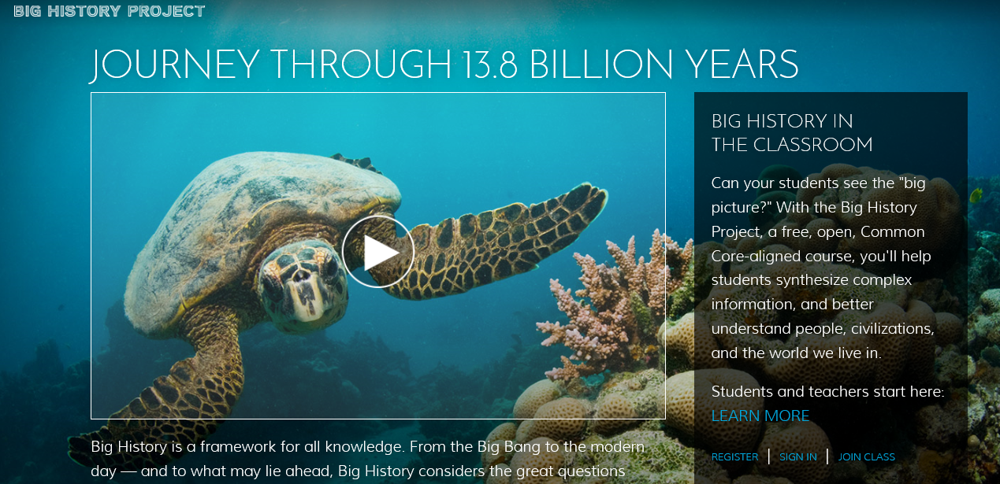 BIG HISTORY PROJECT
JOURNEY THROUGH 13.8 BILLION YEARS
BIG HISTORY IN
THE CLASSROOM
Can your students see the "big
picture?" With the Big History
Project, a free, open, Common
Core-aligned course, you'll help
students synthesize complex
information, and better
understand people, civilizations,
and the world we live in.
Students and teachers start here:
LEARN MORE
REGISTER | SIGN IN | JOIN CLASS
Big History is a framework for all knowledge. From the Big Bang to the modern
day — and to what may lie ahead, Big History considers the great questions